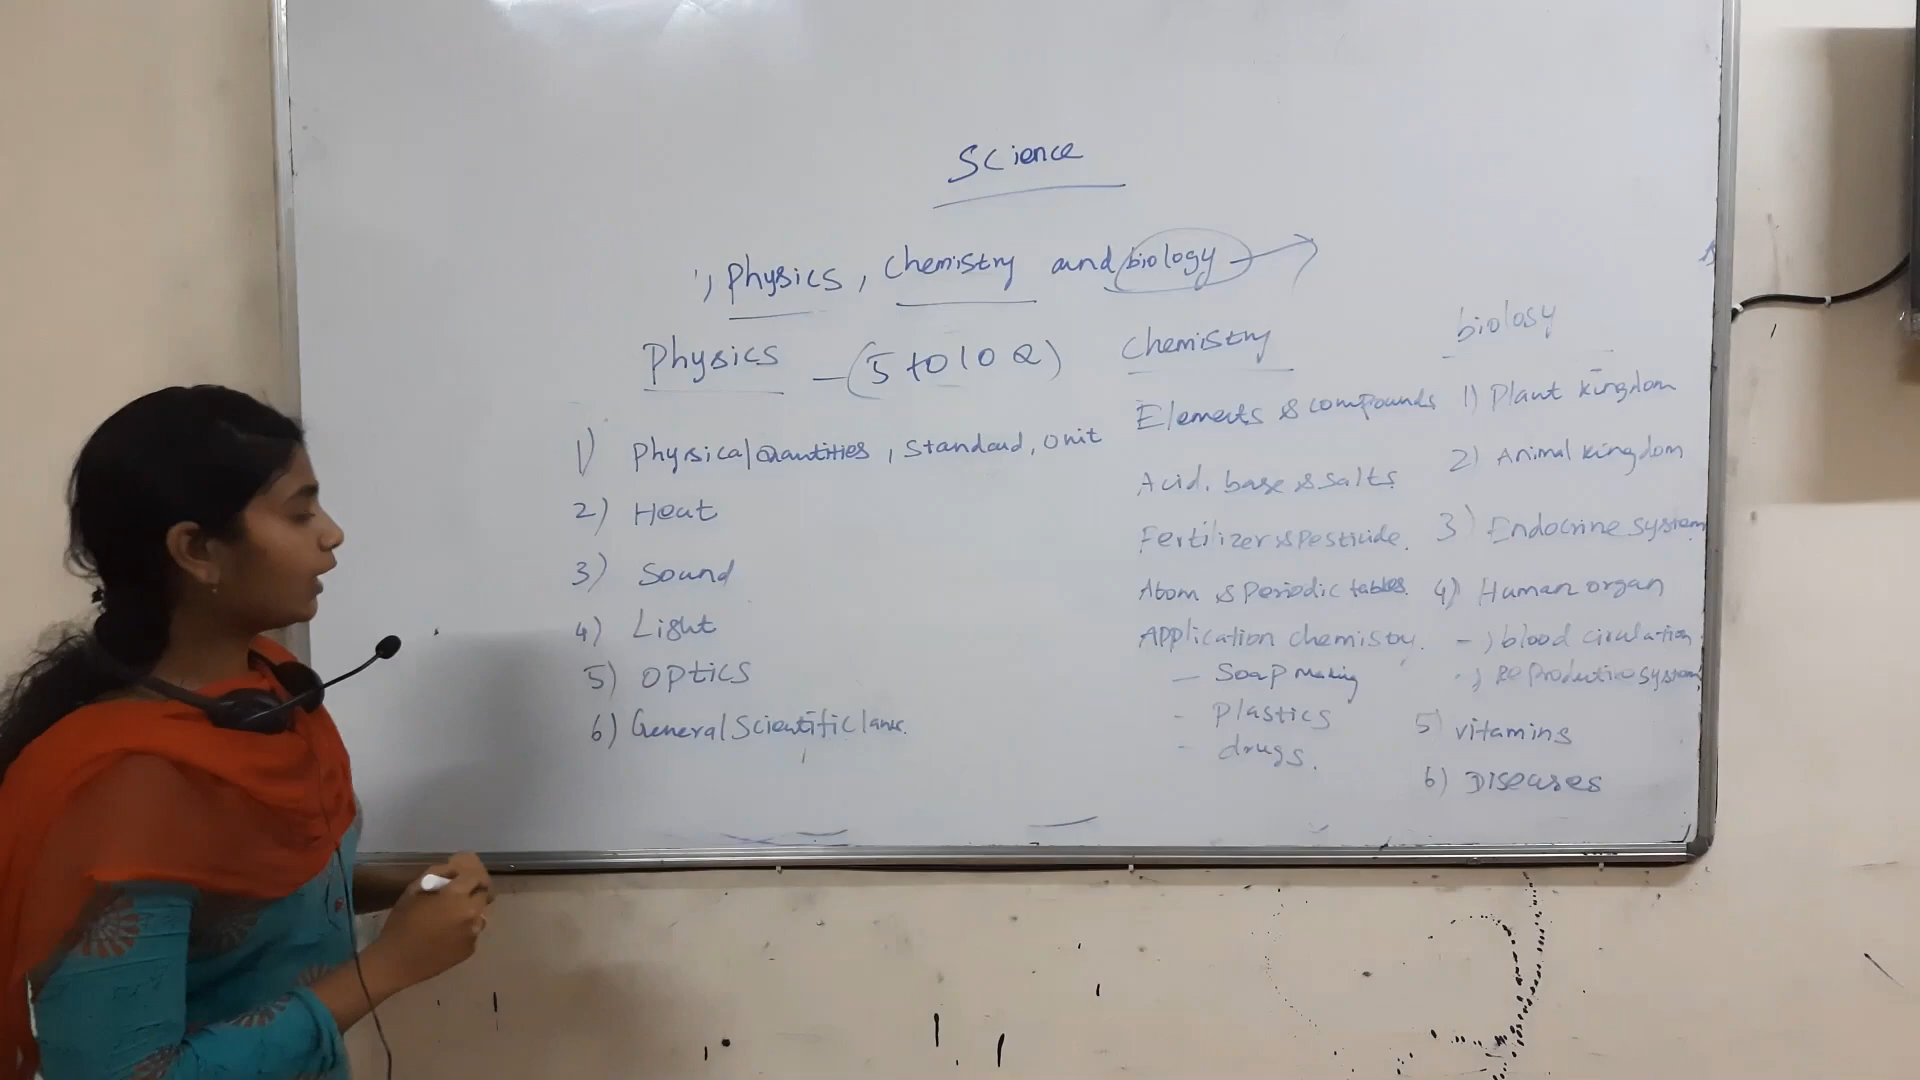 Science
, Physics, Chemistry and biology →
Physics - (5 to 10 Q)
1) Physical Quantities, Standard, Unit
2) Heat
3) Sound
4) Light
5) Optics
6) General Scientific laws.
Chemistry
Elements & compounds
Acid, base & salts
Fertilizer & Pesticide.
Atom & Periodic tables.
Application chemistry.
- Soap Making
- Plastics
- drugs.
biology
1) Plant kingdom
2) Animal kingdom
3) Endocrine system
4) Human organ
- , blood circulation
- , Reproductive system
5) vitamins
6) Diseases